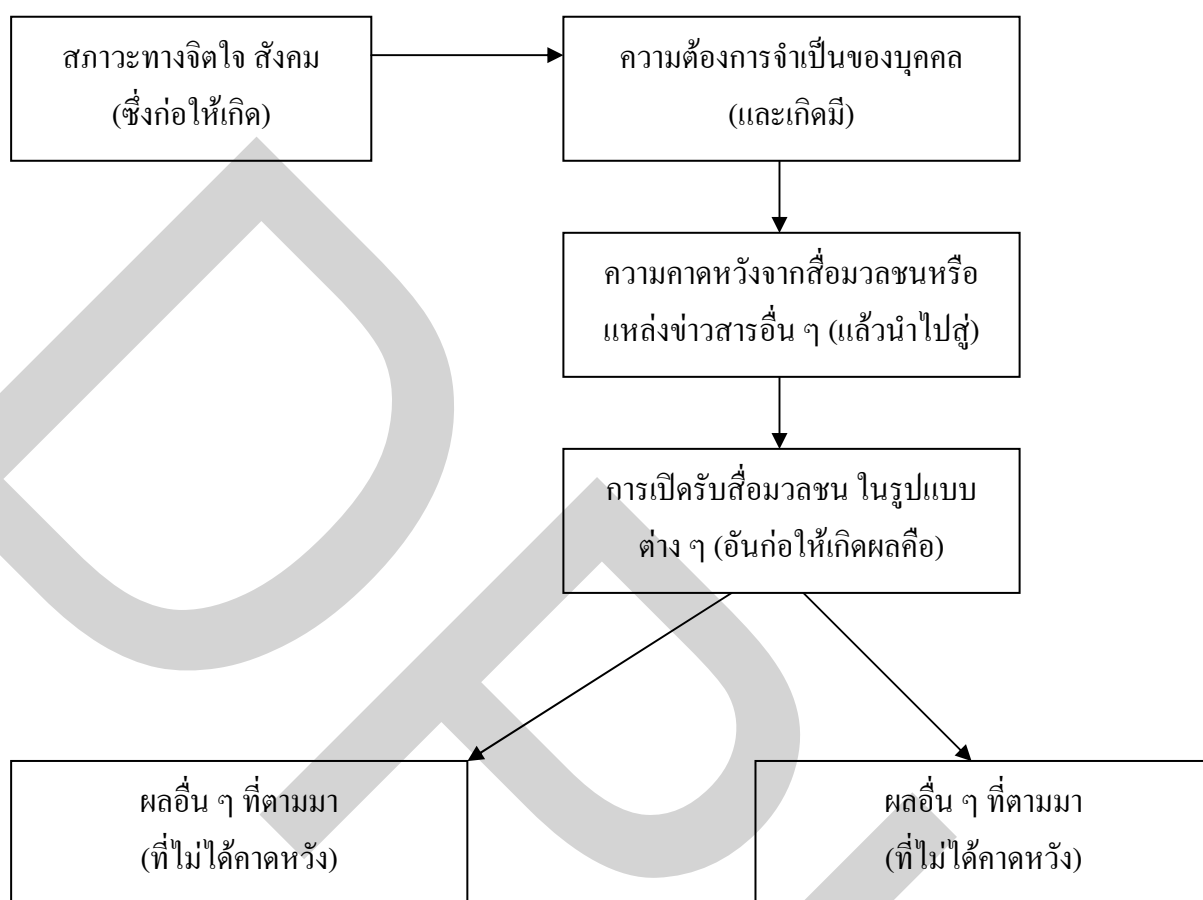 สภาวะทางจิตใจ สังคม
(ซึ่งก่อให้เกิด)
ความต้องการจำเป็นของบุคคล
(และเกิดมี)
ความคาดหวังจากสื่อมวลชนหรือ
แหล่งข่าวสารอื่น ๆ (แล้วนำไปสู่)
การเปิดรับสื่อมวลชน ในรูปแบบ
ต่าง ๆ (อันก่อให้เกิดผลคือ)
ผลอื่น ๆ ที่ตามมา
(ที่ไม่ได้คาดหวัง)
ผลอื่น ๆ ที่ตามมา
(ที่ไม่ได้คาดหวัง)